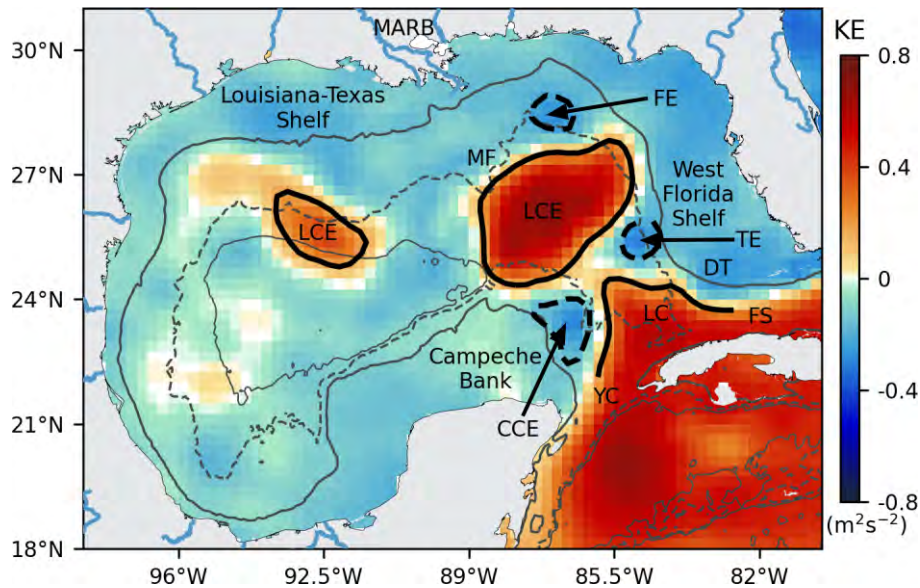 KE
30°N
27°N
24°N
21°N
18°N
96°W
92.5°W
89°W
85.5°W
82°W
MARB
Louisiana-Texas
Shelf
FE
MF
West
Florida
Shelf
LCE
LCE
TE
DT
LC
FS
Campeche
Bank
YC
CCE
0.8
0.4
0
-0.4
-0.8
(m²s⁻²)